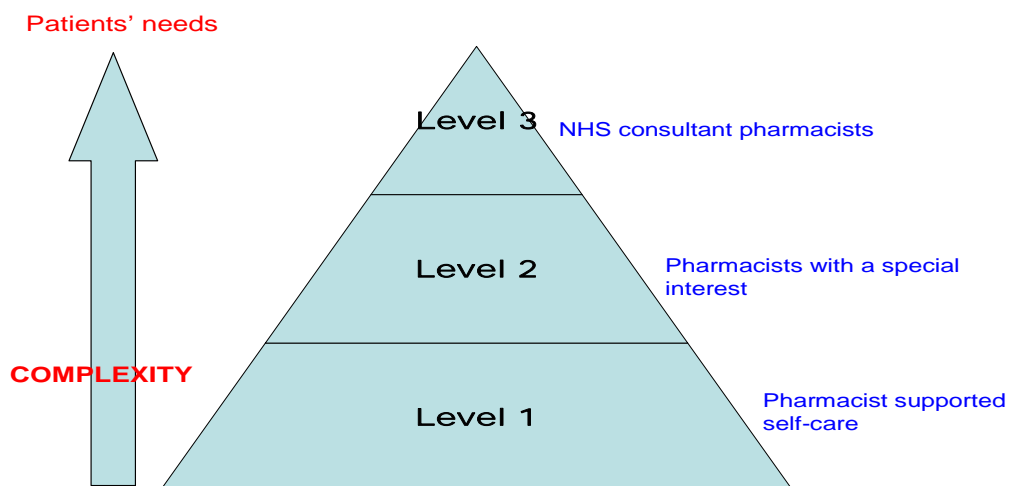 Patients’ needs
Level 3
NHS consultant pharmacists
Level 2
Pharmacists with a special
interest
COMPLEXITY
Level 1
Pharmacist supported
self-care